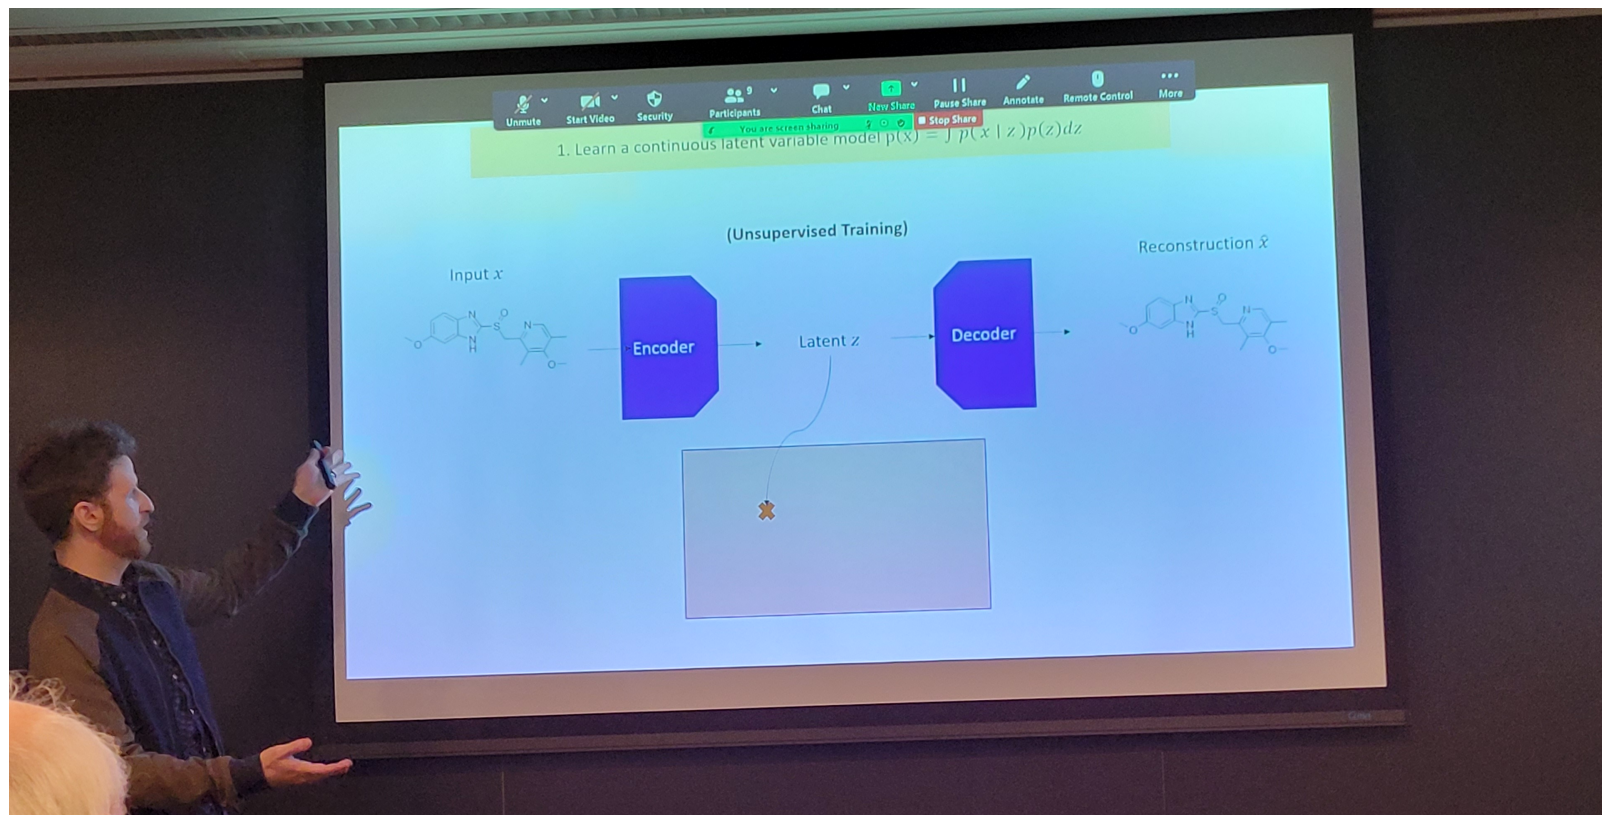 Unmute
Start Video
Security
9
Participants
Chat
New Share
Pause Share
Annotate
Remote Control
More
You are screen sharing
Stop Share
1. Learn a continuous latent variable model p(x) = ∫ p(x | z)p(z)dz
(Unsupervised Training)
Input x
Reconstruction x̂
Encoder
Latent z
Decoder
O
N
N
H
S
O
N
O
O
N
N
H
S
O
N
O